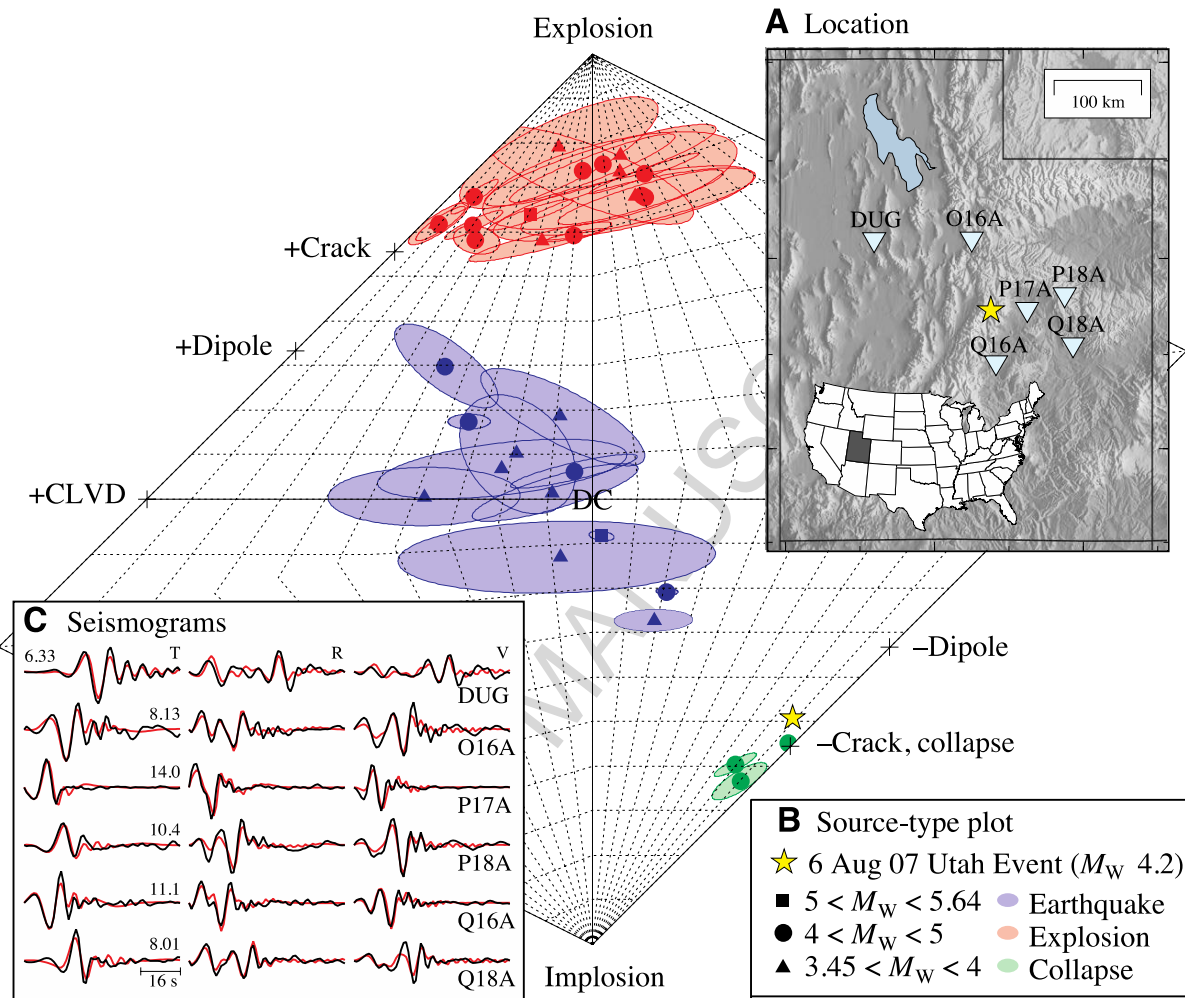 Explosion
+Crack
+Dipole
+CLVD
DC
–Dipole
–Crack, collapse
Implosion
A Location
100 km
DUG
O16A
P17A
P18A
Q18A
Q16A
C Seismograms
6.33
T
R
V
DUG
8.13
O16A
14.0
P17A
10.4
P18A
11.1
Q16A
8.01
16 s
Q18A
B Source-type plot
6 Aug 07 Utah Event (MW 4.2)
5 < MW < 5.64
Earthquake
4 < MW < 5
Explosion
3.45 < MW < 4
Collapse